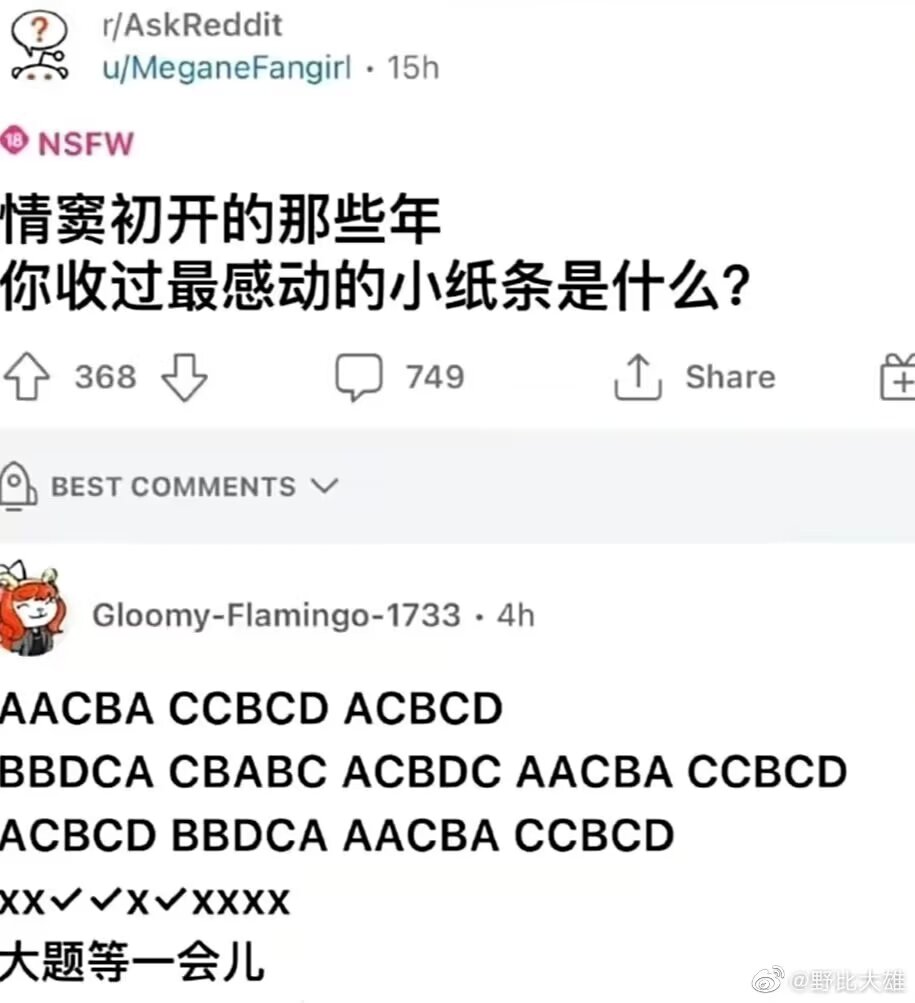 r/AskReddit
u/MeganeFangirl · 15h
18 NSFW
情窦初开的那些年
你收过最感动的小纸条是什么?
368 749 Share
BEST COMMENTS
Gloomy-Flamingo-1733 · 4h
AACBA CCBCD ACBCD
BBDCA CBABC ACBDC AACBA CCBCD
ACBCD BBDCA AACBA CCBCD
xx✓✓x✓xxxx
大题等一会儿
@野比大雄